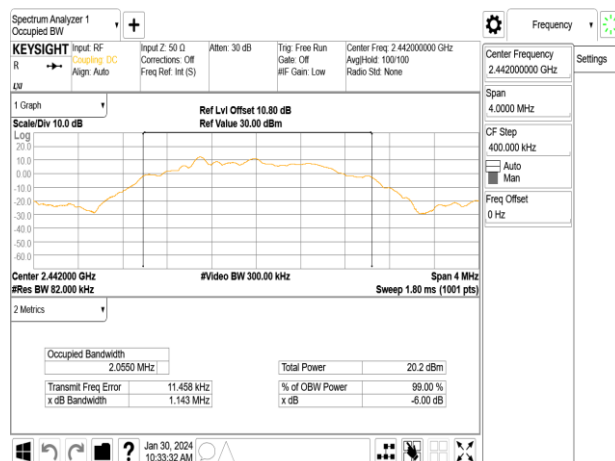 Spectrum Analyzer 1
Occupied BW
Frequency
KEYSIGHT
Input: RF
Coupling: DC
Align: Auto
Input Z: 50 Ω
Corrections: Off
Freq Ref: Int (S)
Atten: 30 dB
Trig: Free Run
Gate: Off
#IF Gain: Low
Center Freq: 2.442000000 GHz
Avg|Hold: 100/100
Radio Std: None
R
LXI
Center Frequency
2.442000000 GHz
Settings
Span
4.0000 MHz
CF Step
400.000 kHz
Auto
Man
Freq Offset
0 Hz
1 Graph
Scale/Div 10.0 dB
Ref Lvl Offset 10.80 dB
Ref Value 30.00 dBm
Log
20.0
10.0
0.00
-10.0
-20.0
-30.0
-40.0
-50.0
-60.0
Center 2.442000 GHz
#Res BW 82.000 kHz
#Video BW 300.00 kHz
Span 4 MHz
Sweep 1.80 ms (1001 pts)
2 Metrics
Occupied Bandwidth
2.0550 MHz
Total Power 20.2 dBm
Transmit Freq Error 11.458 kHz
% of OBW Power 99.00 %
x dB Bandwidth 1.143 MHz
x dB -6.00 dB
?
Jan 30, 2024
10:33:32 AM